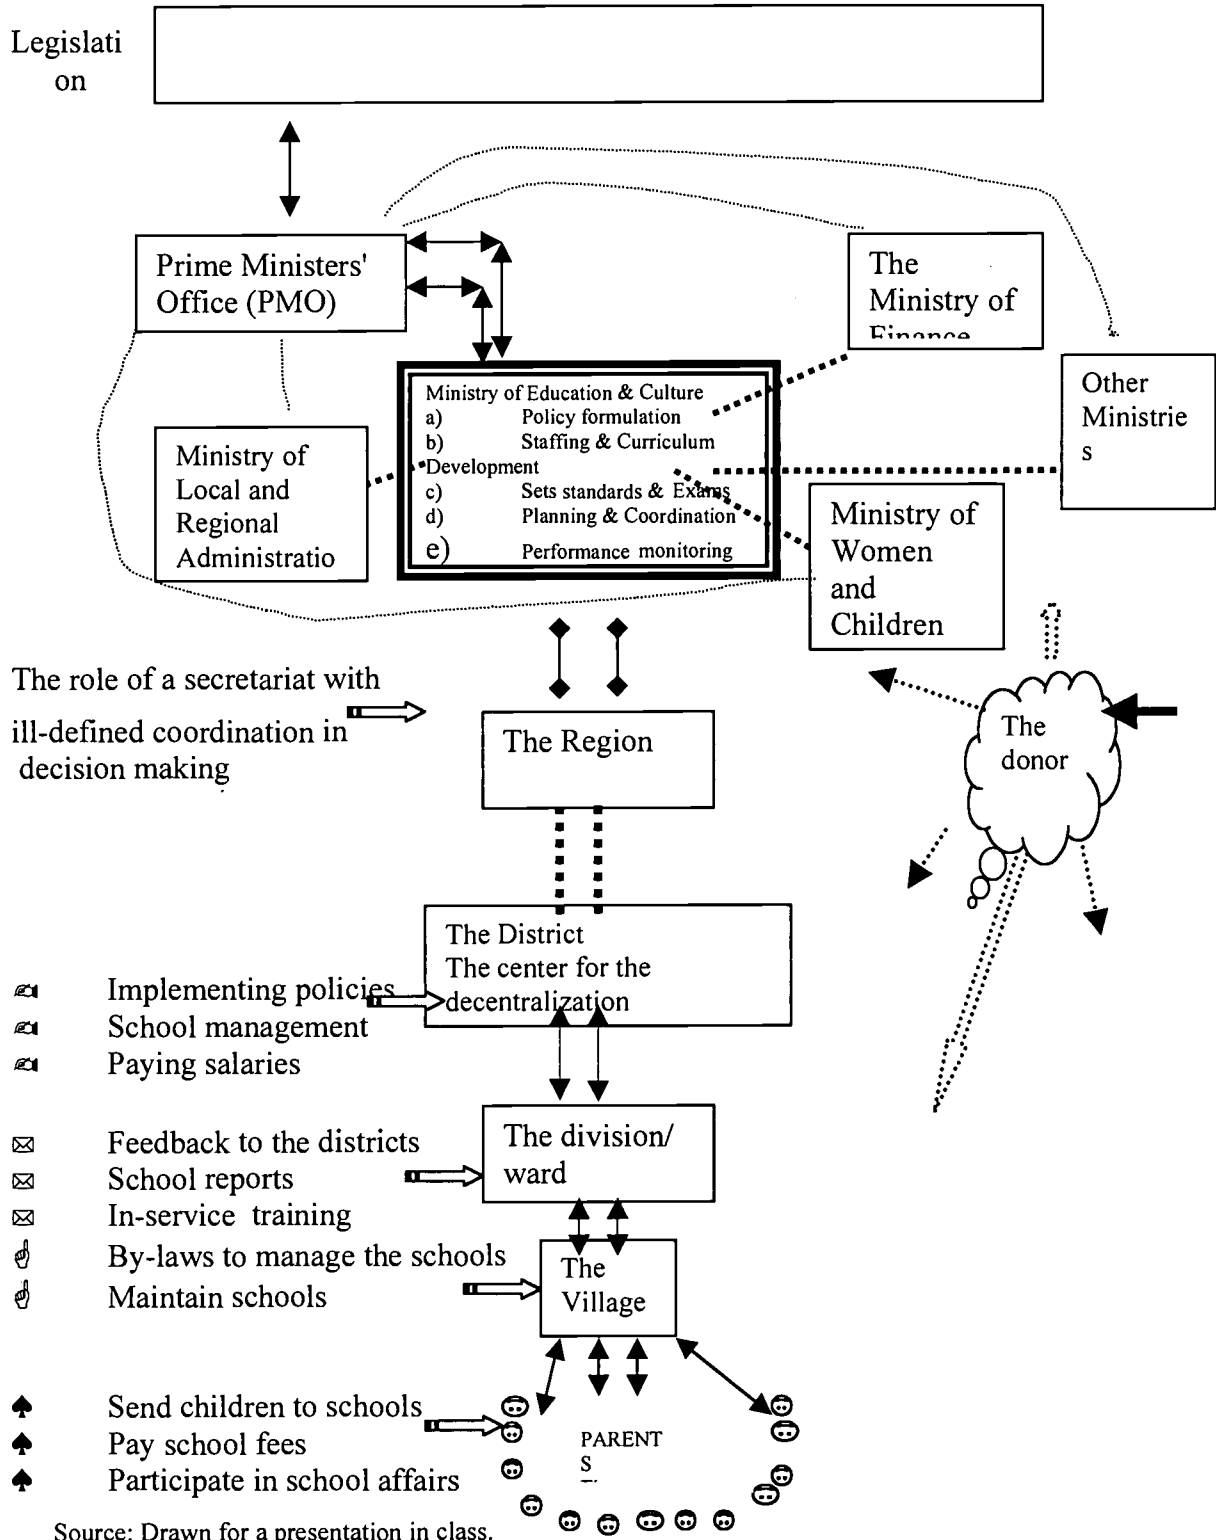 Legislati
on
Prime Ministers'
Office (PMO)
The
Ministry of
Finance
Other
Ministrie
s
Ministry of Education & Culture
a) Policy formulation
b) Staffing & Curriculum
Development
c) Sets standards & Exams
d) Planning & Coordination
e) Performance monitoring
Ministry of
Local and
Regional
Administratio
Ministry of
Women
and
Children
The role of a secretariat with
ill-defined coordination in
decision making
The Region
The
donor
The District
The center for the
decentralization
Implementing policies
School management
Paying salaries
The division/
ward
Feedback to the districts
School reports
In-service training
By-laws to manage the schools
Maintain schools
The
Village
Send children to schools
Pay school fees
Participate in school affairs
PARENT
S
Source: Drawn for a presentation in class.